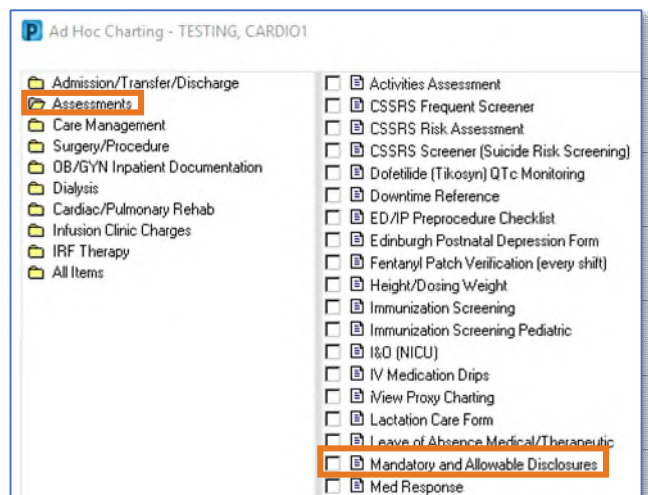 P Ad Hoc Charting - TESTING, CARDIO1
Admission/Transfer/Discharge
Assessments
Care Management
Surgery/Procedure
OB/GYN Inpatient Documentation
Dialysis
Cardiac/Pulmonary Rehab
Infusion Clinic Charges
IRF Therapy
All Items
Activities Assessment
CSSRS Frequent Screener
CSSRS Risk Assessment
CSSRS Screener (Suicide Risk Screening)
Dofetilide (Tikosyn) QTc Monitoring
Downtime Reference
ED/IP Preprocedure Checklist
Edinburgh Postnatal Depression Form
Fentanyl Patch Verification (every shift)
Height/Dosing Weight
Immunization Screening
Immunization Screening Pediatric
I&O (NICU)
IV Medication Drips
iView Proxy Charting
Lactation Care Form
Leave of Absence Medical/Therapeutic
Mandatory and Allowable Disclosures
Med Response